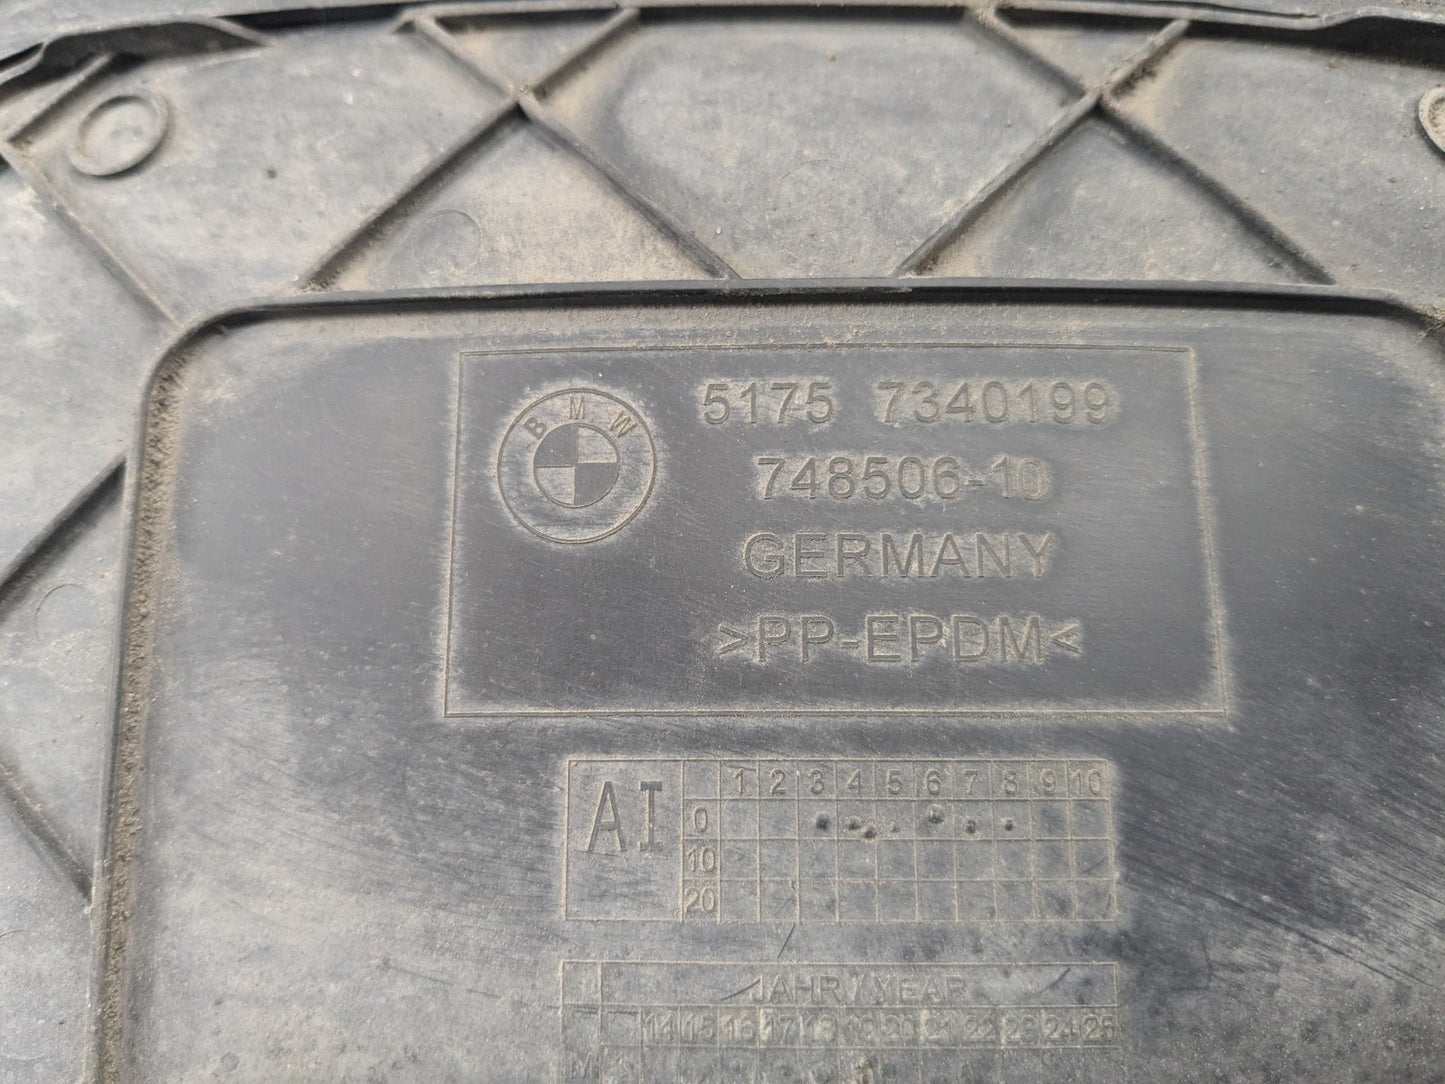 BMW
5175 7340199
748506-10
GERMANY
>PP-EPDM<
AI
1 2 3 4 5 6 7 8 9 10
0
10
20
JAHR / YEAR
14 15 16 17 18 19 20 21 22 23 24 25